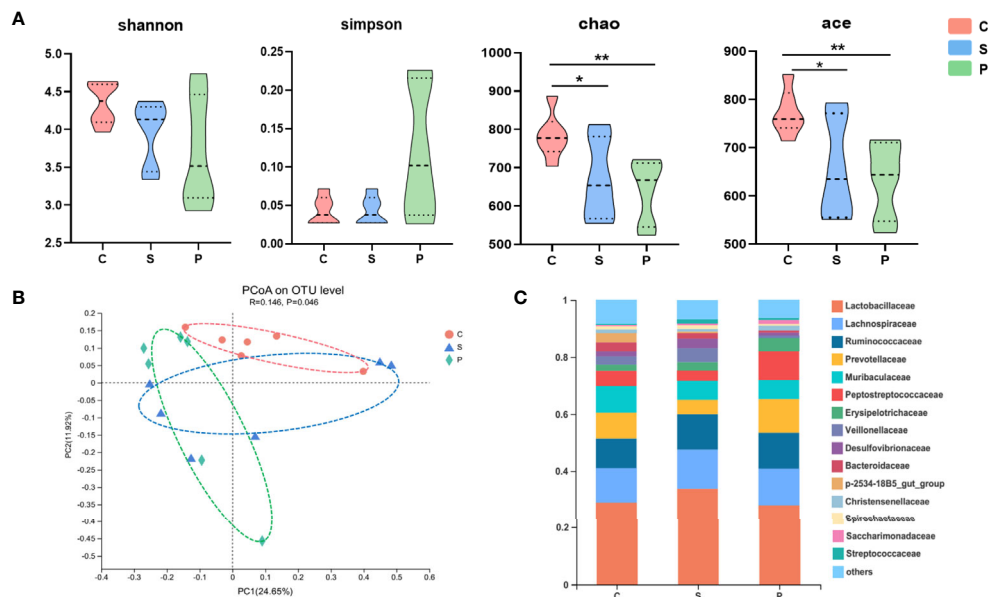 A
shannon
simpson
chao
ace
C
S
P
5.0
4.5
4.0
3.5
3.0
2.5
C
S
P
0.25
0.20
0.15
0.10
0.05
0.00
C
S
P
1000
900
800
700
600
500
**
*
C
S
P
900
800
700
600
500
**
*
C
S
P
B
PCoA on OTU level
R=0.146, P=0.046
C
S
P
PC2(11.92%)
0.2
0.15
0.1
0.05
0
-0.05
-0.1
-0.15
-0.2
-0.25
-0.3
-0.35
-0.4
-0.45
-0.5
-0.4
-0.3
-0.2
-0.1
0
0.1
0.2
0.3
0.4
0.5
0.6
PC1(24.65%)
C
1
0.8
0.6
0.4
0.2
0
C
S
P
Lactobacillaceae
Lachnospiraceae
Ruminococcaceae
Prevotellaceae
Muribaculaceae
Peptostreptococcaceae
Erysipelotrichaceae
Veillonellaceae
Desulfovibrionaceae
Bacteroidaceae
p-2534-18B5_gut_group
Christensenellaceae
Spirochaetaceae
Saccharimonadaceae
Streptococcaceae
others